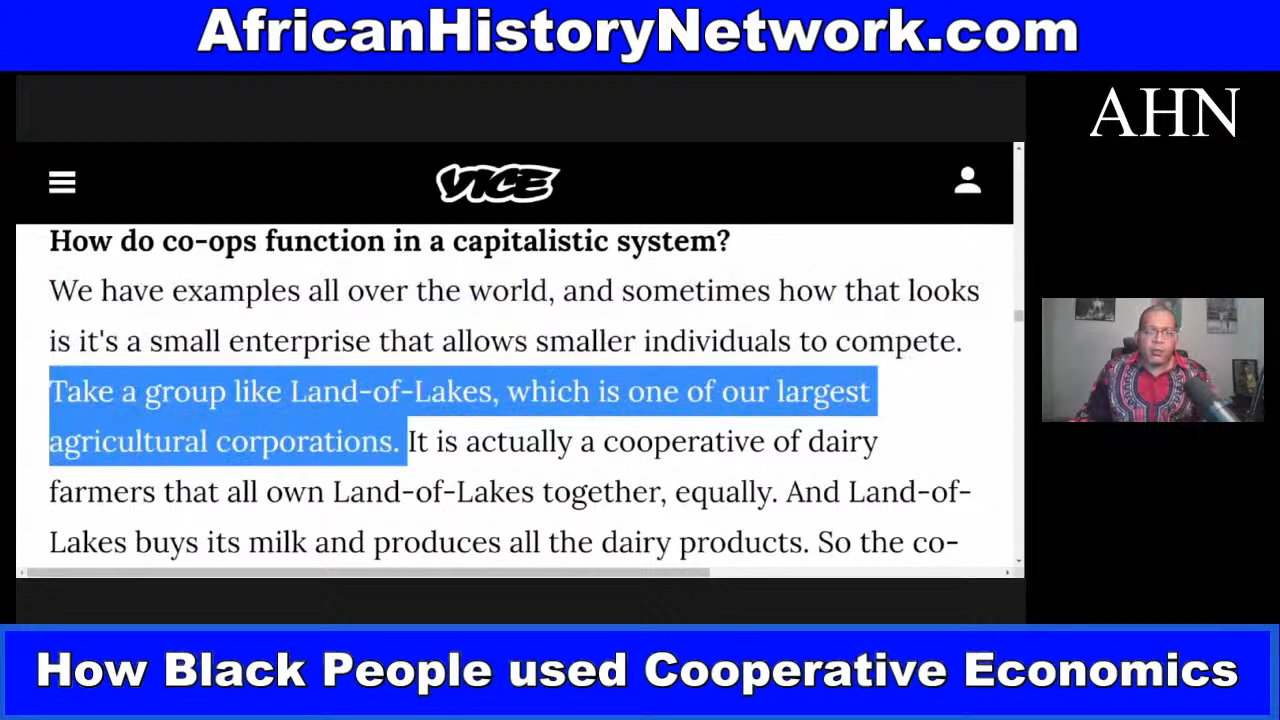 AfricanHistoryNetwork.com
AHN
VICE
How do co-ops function in a capitalistic system?
We have examples all over the world, and sometimes how that looks
is it's a small enterprise that allows smaller individuals to compete.
Take a group like Land-of-Lakes, which is one of our largest
agricultural corporations. It is actually a cooperative of dairy
farmers that all own Land-of-Lakes together, equally. And Land-of-
Lakes buys its milk and produces all the dairy products. So the co-
How Black People used Cooperative Economics